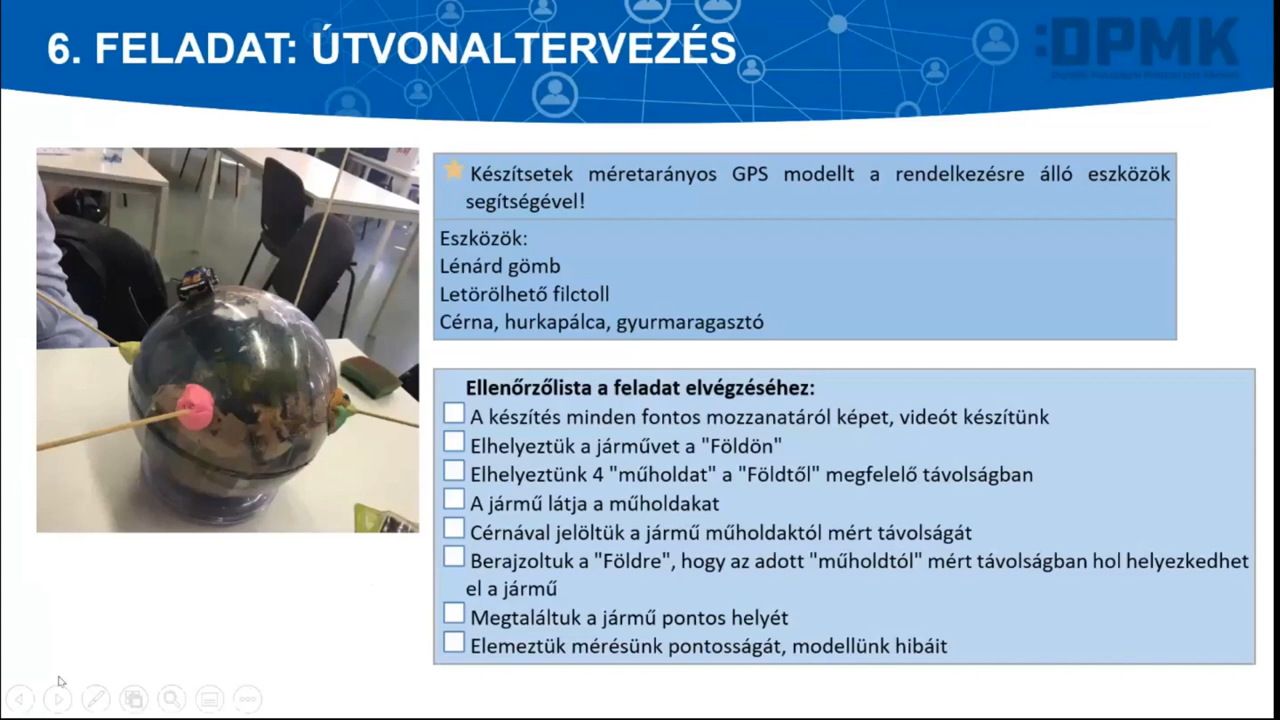 6. FELADAT: ÚTVONALTERVEZÉS
:DPMK
Készítsetek méretarányos GPS modellt a rendelkezésre álló eszközök
segítségével!
Eszközök:
Lénárd gömb
Letörölhető filctoll
Cérna, hurkapálca, gyurmaragasztó
Ellenőrzőlista a feladat elvégzéséhez:
A készítés minden fontos mozzanatáról képet, videót készítünk
Elhelyeztük a járművet a "Földön"
Elhelyeztünk 4 "műholdat" a "Földtől" megfelelő távolságban
A jármű látja a műholdakat
Cérnával jelöltük a jármű műholdaktól mért távolságát
Berajzoltuk a "Földre", hogy az adott "műholdtól" mért távolságban hol helyezkedhet
el a jármű
Megtaláltuk a jármű pontos helyét
Elemeztük mérésünk pontosságát, modellünk hibáit